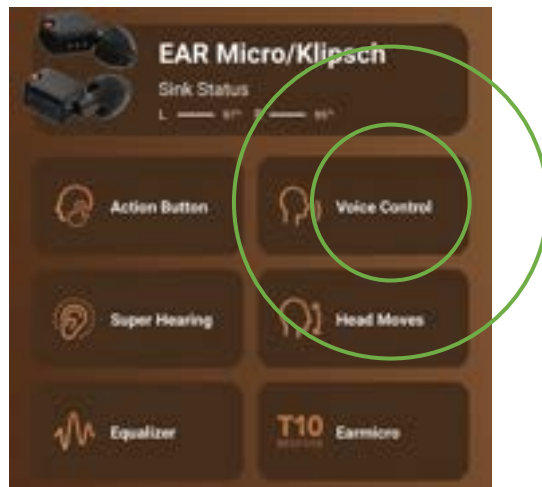 EAR Micro/Klipsch
Sink Status
L R
Action Button
Voice Control
Super Hearing
Head Moves
Equalizer
T10
Earmicro